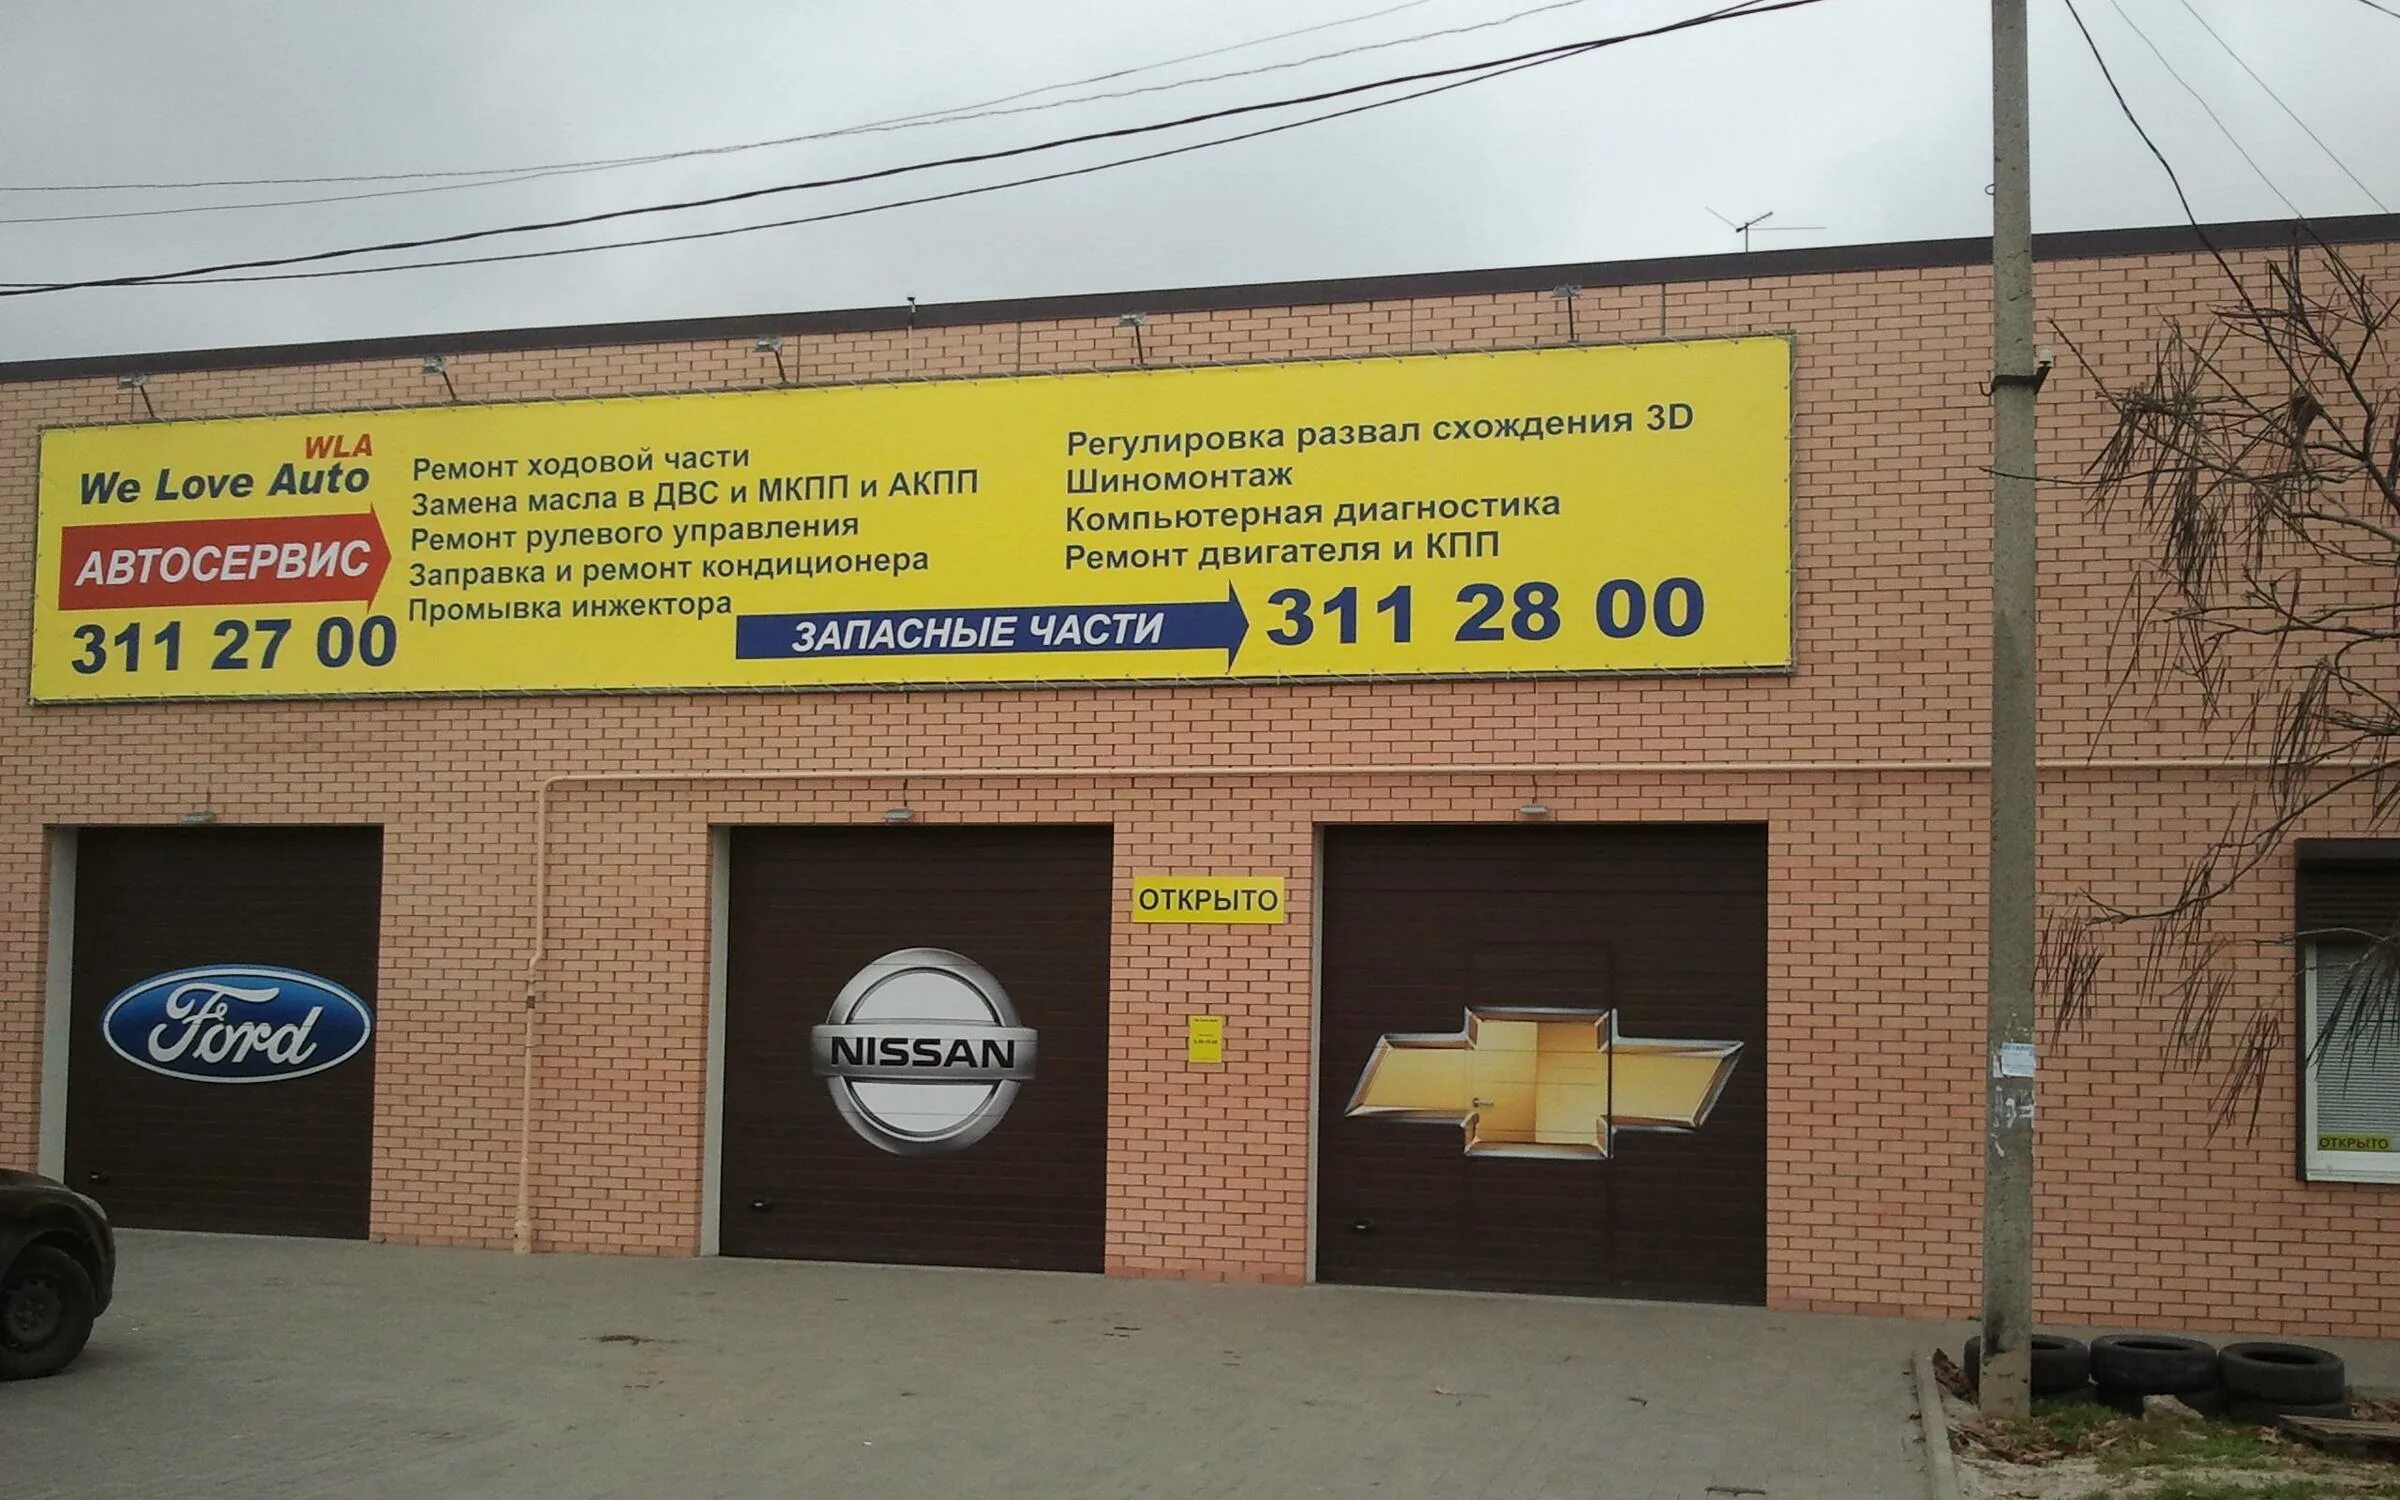 WLA
We Love Auto
АВТОСЕРВИС
311 27 00
Ремонт ходовой части
Замена масла в ДВС и МКПП и АКПП
Ремонт рулевого управления
Заправка и ремонт кондиционера
Промывка инжектора
Регулировка развал схождения 3D
Шиномонтаж
Компьютерная диагностика
Ремонт двигателя и КПП
ЗАПАСНЫЕ ЧАСТИ
311 28 00
ОТКРЫТО
Ford
NISSAN
ОТКРЫТО